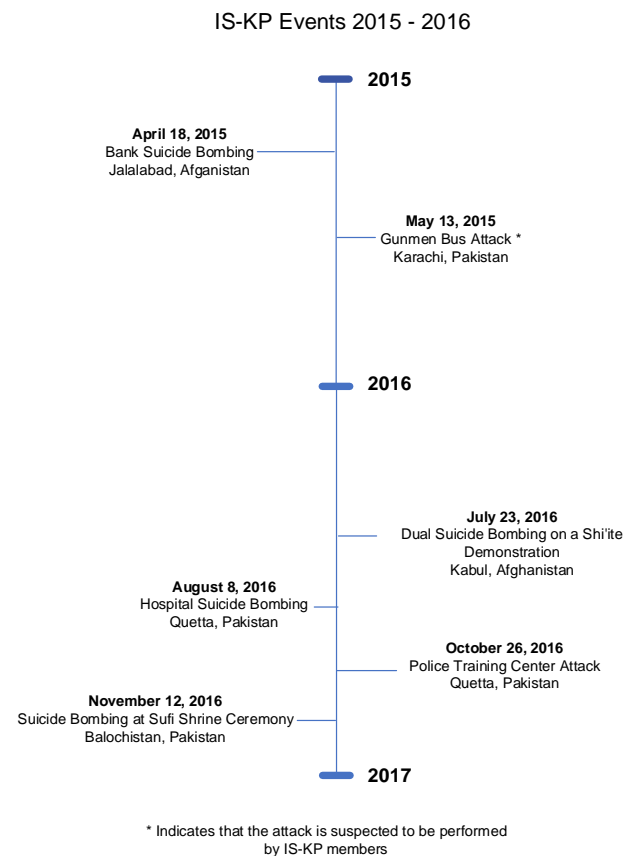 IS-KP Events 2015 - 2016
2015
April 18, 2015
Bank Suicide Bombing
Jalalabad, Afganistan
May 13, 2015
Gunmen Bus Attack *
Karachi, Pakistan
2016
July 23, 2016
Dual Suicide Bombing on a Shi'ite
Demonstration
Kabul, Afghanistan
August 8, 2016
Hospital Suicide Bombing
Quetta, Pakistan
October 26, 2016
Police Training Center Attack
Quetta, Pakistan
November 12, 2016
Suicide Bombing at Sufi Shrine Ceremony
Balochistan, Pakistan
2017
* Indicates that the attack is suspected to be performed
by IS-KP members